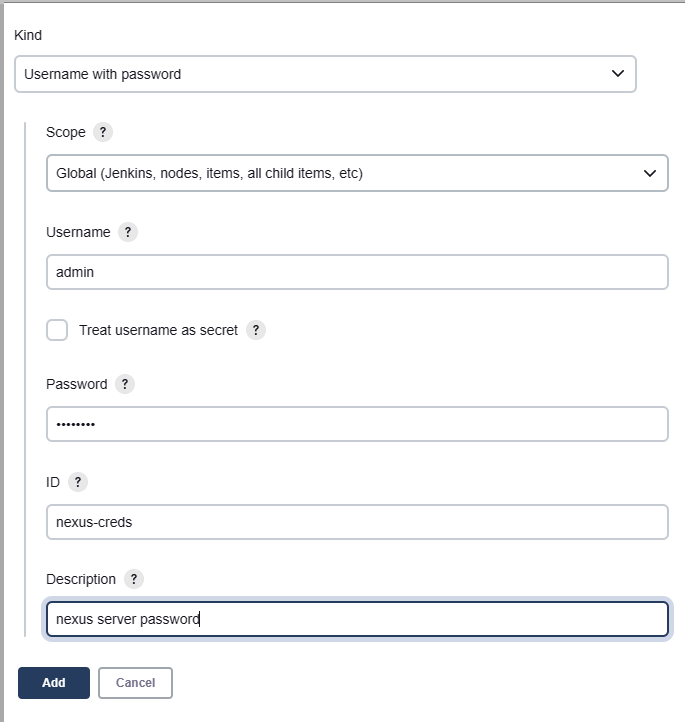 Kind
Username with password
Scope ?
Global (Jenkins, nodes, items, all child items, etc)
Username ?
admin
Treat username as secret ?
Password ?
••••••••
ID ?
nexus-creds
Description ?
nexus server password
Add Cancel